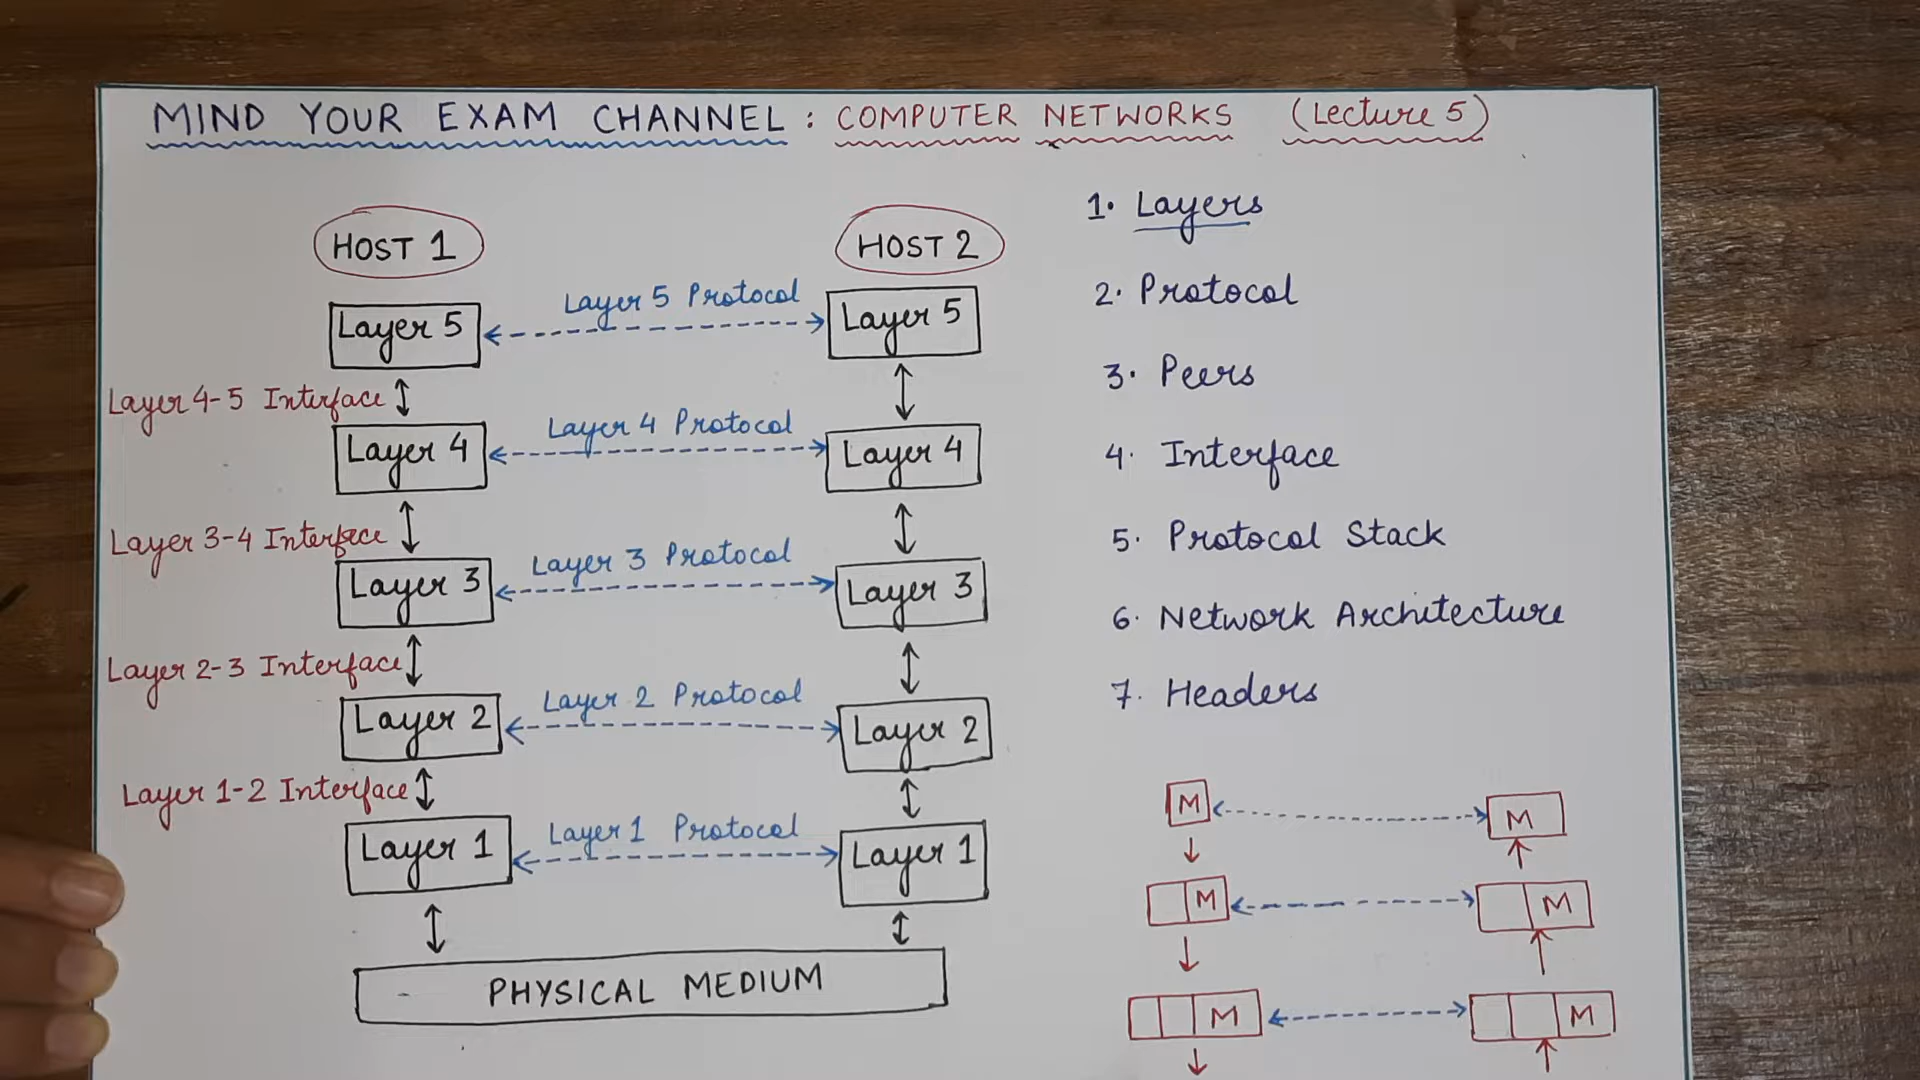 MIND YOUR EXAM CHANNEL : COMPUTER NETWORKS (Lecture 5)
HOST 1
HOST 2
Layer 5
Layer 5 Protocol
Layer 5
Layer 4-5 Interface
Layer 4
Layer 4 Protocol
Layer 4
Layer 3-4 Interface
Layer 3
Layer 3 Protocol
Layer 3
Layer 2-3 Interface
Layer 2
Layer 2 Protocol
Layer 2
Layer 1-2 Interface
Layer 1
Layer 1 Protocol
Layer 1
PHYSICAL MEDIUM
1. Layers
2. Protocol
3. Peers
4. Interface
5. Protocol Stack
6. Network Architecture
7. Headers
M
M
M
M
M
M